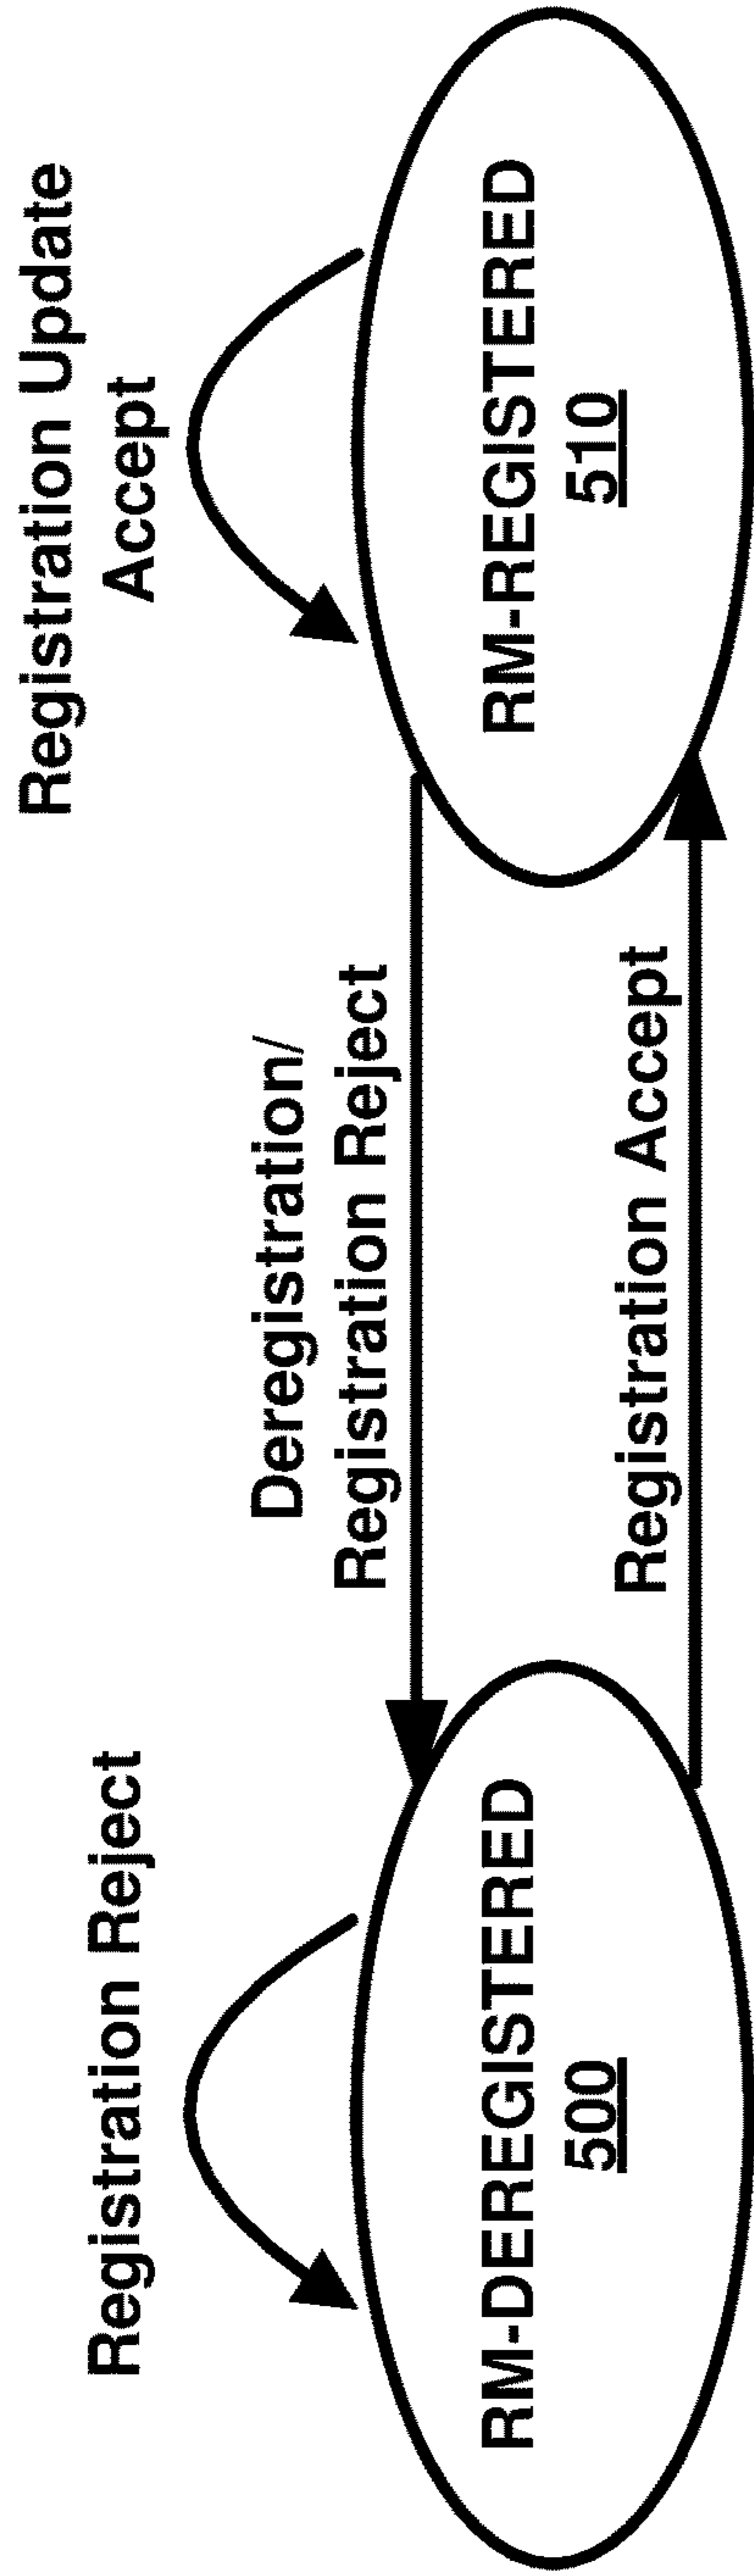 Registration Reject
Deregistration/
Registration Reject
Registration Update
Accept
RM-DEREGISTERED
500
Registration Accept
RM-REGISTERED
510